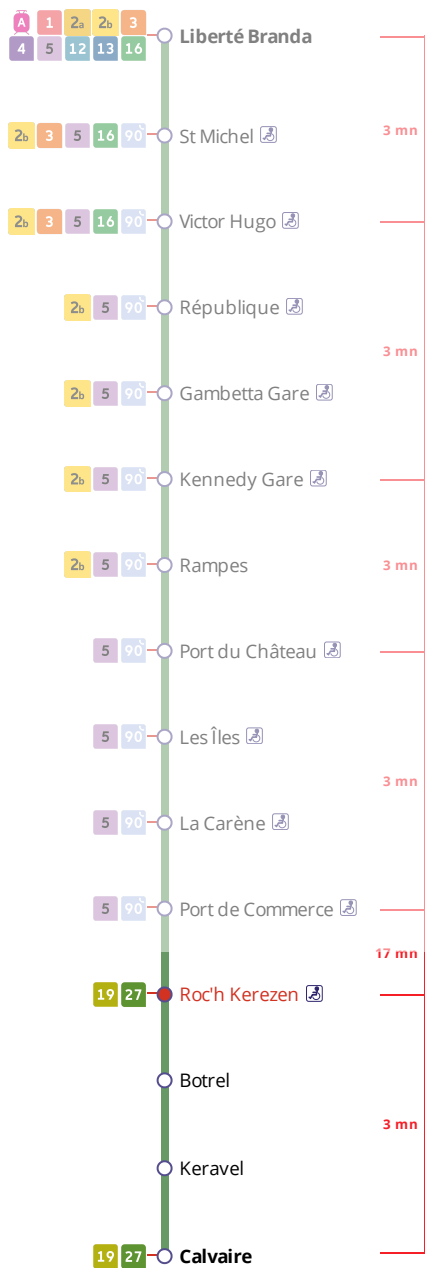 A 1 2a 2b 3
4 5 12 13 16
Liberté Branda
3 mn
2b 3 5 16 90
St Michel
2b 3 5 16 90
Victor Hugo
2b 5 90
République
3 mn
2b 5 90
Gambetta Gare
2b 5 90
Kennedy Gare
2b 5 90
Rampes
3 mn
5 90
Port du Château
5 90
Les Îles
3 mn
5 90
La Carène
5 90
Port de Commerce
17 mn
19 27
Roc'h Kerezen
Botrel
3 mn
Keravel
19 27
Calvaire